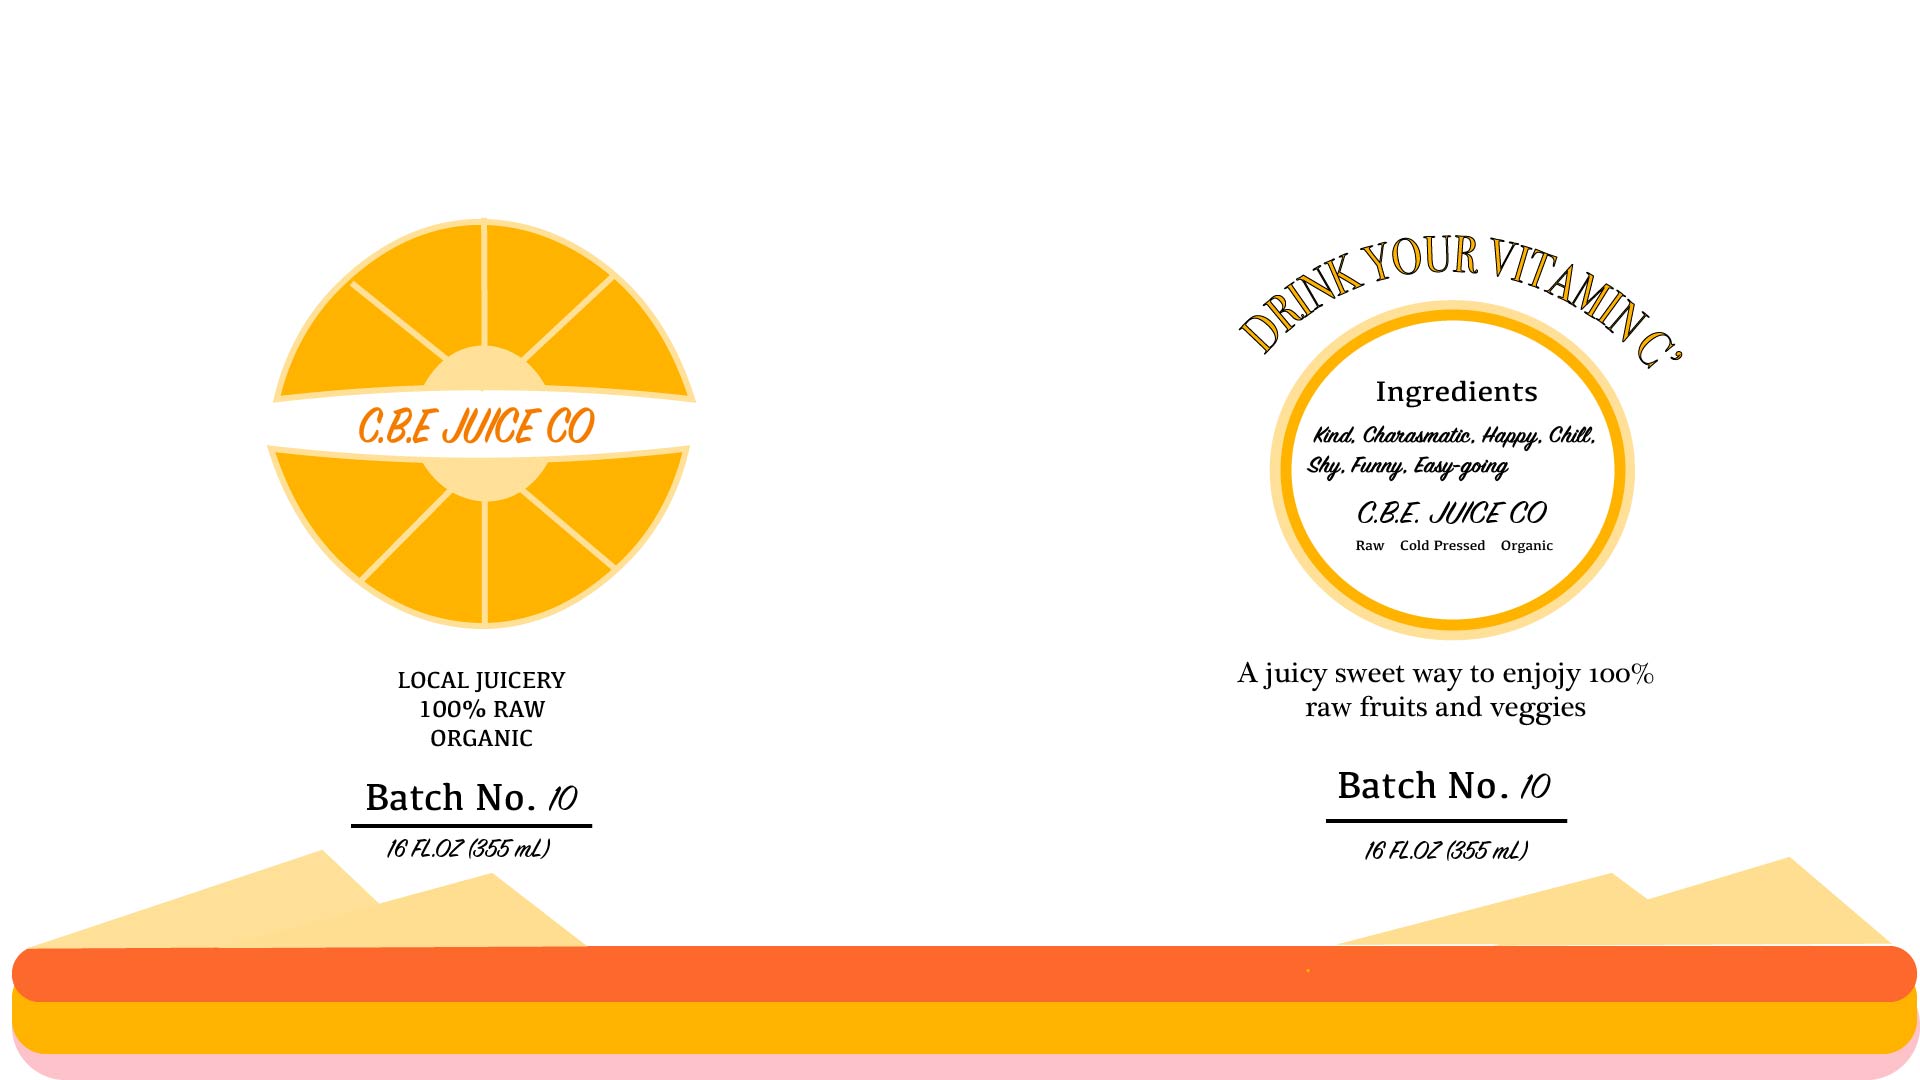 C.B.E JUICE CO
LOCAL JUICERY
100% RAW
ORGANIC
Batch No. 10
16 FL.OZ (355 mL)
DRINK YOUR VITAMIN C’
Ingredients
Kind, Charasmatic, Happy, Chill,
Shy, Funny, Easy-going
C.B.E. JUICE CO
Raw Cold Pressed Organic
A juicy sweet way to enjojy 100%
raw fruits and veggies
Batch No. 10
16 FL.OZ (355 mL)